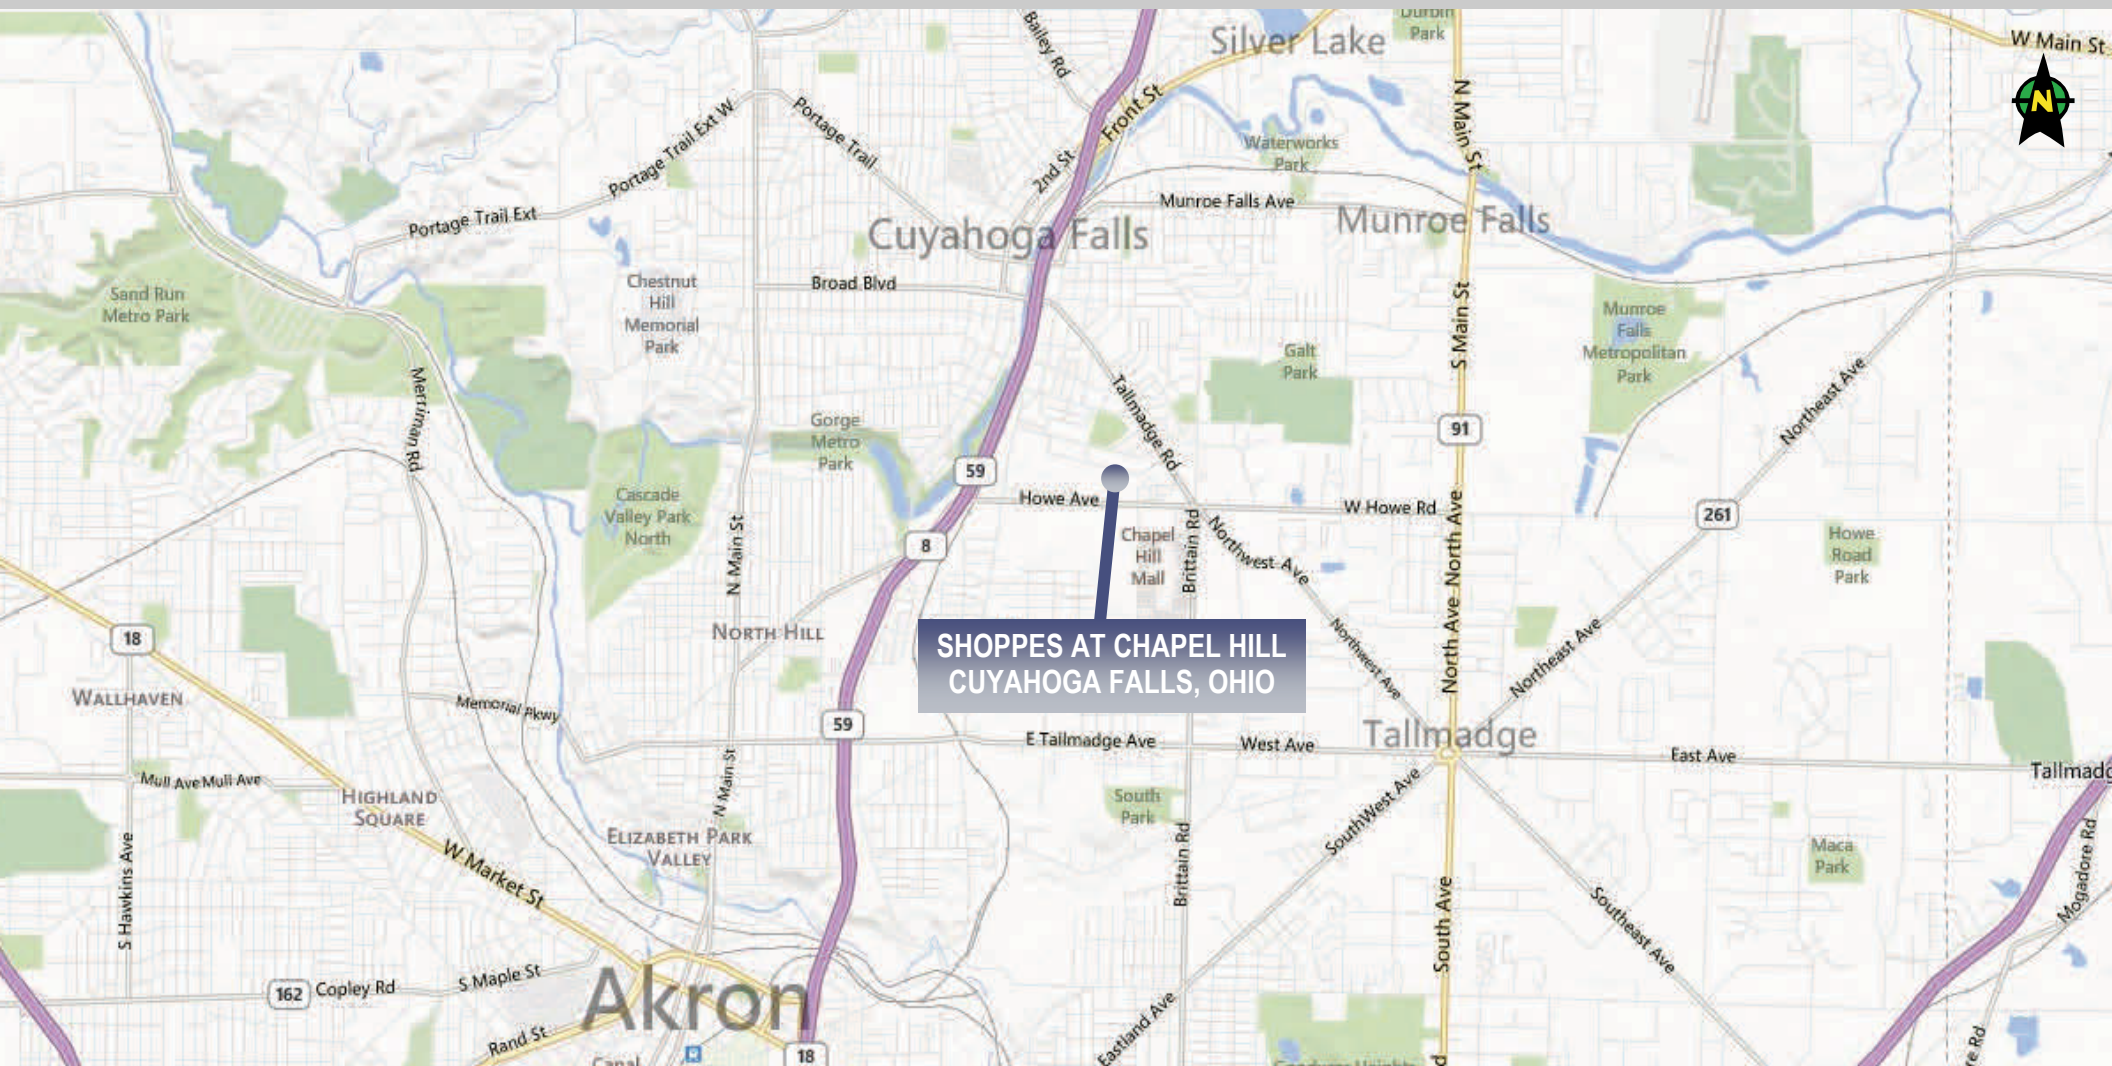 Bailey Rd
Silver Lake
Durbin
Park
W Main St
N
Front St
N Main St
Portage Trail Ext W
Portage Trail
2nd St
Waterworks
Park
Munroe Falls Ave
Munroe Falls
Portage Trail Ext
Cuyahoga Falls
Sand Run
Metro Park
Chestnut
Hill
Memorial
Park
Broad Blvd
S Main St
Munroe
Falls
Metropolitan
Park
Galt
Park
Merriman Rd
Tallmadge Rd
Northeast Ave
Gorge
Metro
Park
91
59
Cascade
Valley Park
North
Howe Ave
W Howe Rd
261
N Main St
8
Chapel
Hill
Mall
Brittain Rd
Northwest Ave
North Ave
North Ave
Howe
Road
Park
18
NORTH HILL
SHOPPES AT CHAPEL HILL
CUYAHOGA FALLS, OHIO
Northwest Ave
Northeast Ave
WALLHAVEN
Memorial Pkwy
59
E Tallmadge Ave
West Ave
Tallmadge
East Ave
Tallmadg
Mull Ave
Mull Ave
N Main St
HIGHLAND
SQUARE
South
Park
SouthWest Ave
ELIZABETH PARK
VALLEY
Maca
Park
Mogadore Rd
S Hawkins Ave
W Market St
Brittain Rd
South Ave
Southeast Ave
162
Copley Rd
S Maple St
Akron
Rand St
Eastland Ave
18
Canal
re Rd
d